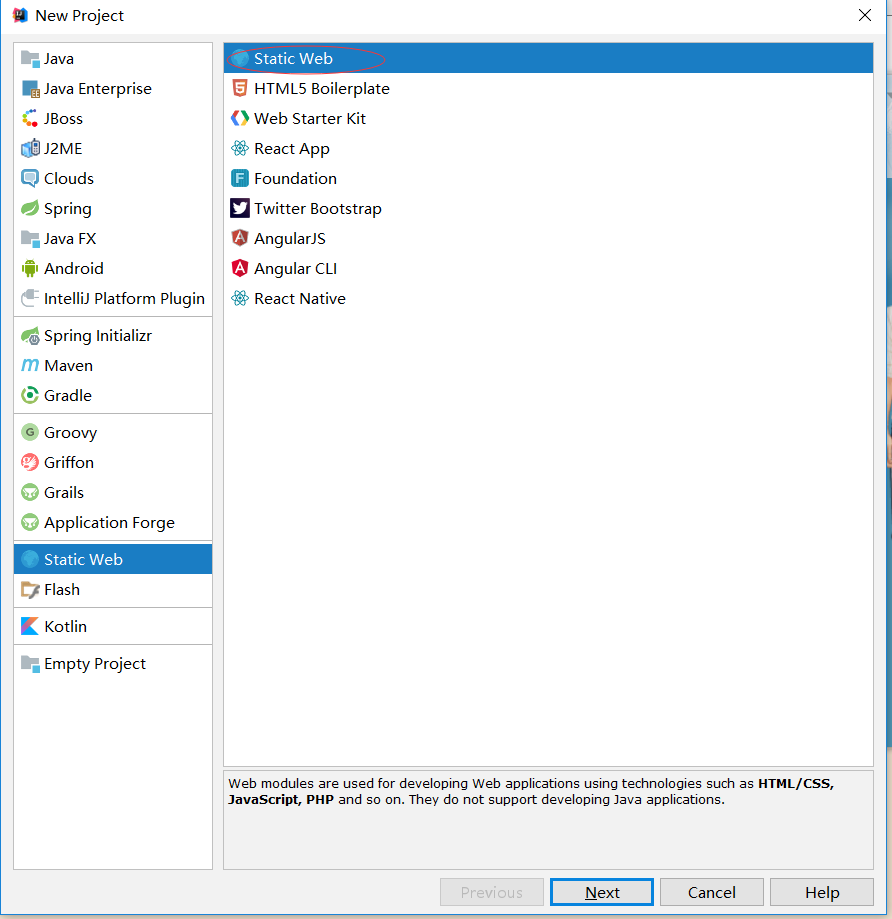 New Project
Java
Java Enterprise
JBoss
J2ME
Clouds
Spring
Java FX
Android
IntelliJ Platform Plugin
Spring Initializr
Maven
Gradle
Groovy
Griffon
Grails
Application Forge
Static Web
Flash
Kotlin
Empty Project
Static Web
HTML5 Boilerplate
Web Starter Kit
React App
Foundation
Twitter Bootstrap
AngularJS
Angular CLI
React Native
Web modules are used for developing Web applications using technologies such as HTML/CSS,
JavaScript, PHP and so on. They do not support developing Java applications.
Previous
Next
Cancel
Help